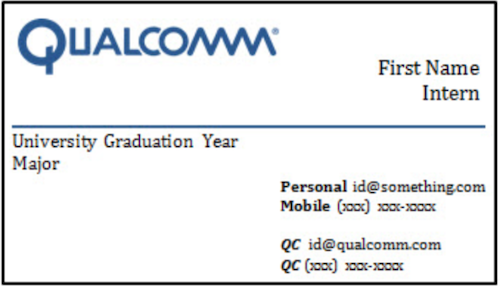 QUALCOMM®
First Name
Intern
University Graduation Year
Major
Personal id@something.com
Mobile (xxx) xxx-xxxx
QC id@qualcomm.com
QC (xxx) xxx-xxxx